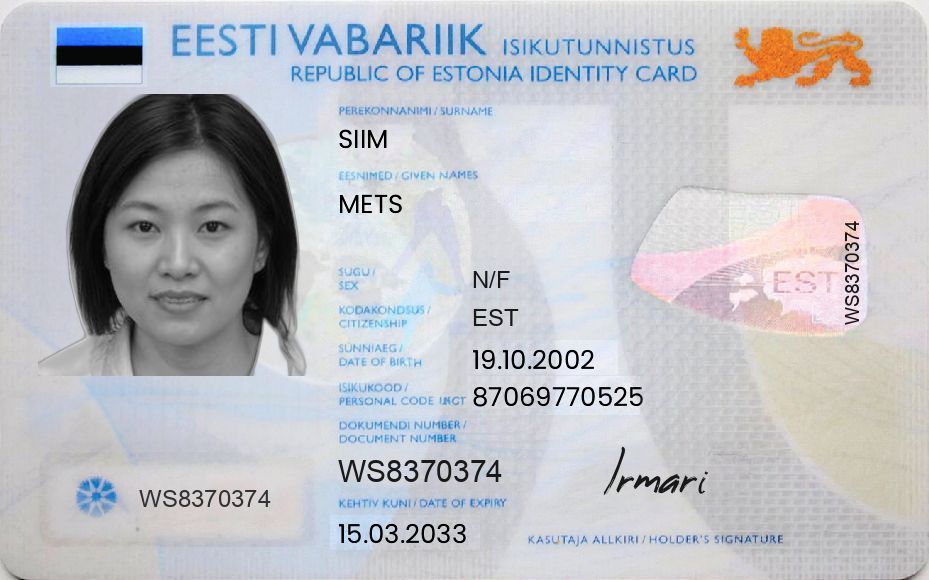 EESTI VABARIIK ISIKUTUNNISTUS
REPUBLIC OF ESTONIA IDENTITY CARD
PEREKONNANIMI / SURNAME
SIIM
EESNIMED / GIVEN NAMES
METS
SUGU /
SEX
N/F
KODAKONDSUS /
CITIZENSHIP
EST
SÜNNIAEG /
DATE OF BIRTH
19.10.2002
ISIKUKOOD /
PERSONAL CODE
87069770525
DOKUMENDI NUMBER /
DOCUMENT NUMBER
WS8370374
KEHTIV KUNI / DATE OF EXPIRY
15.03.2033
WS8370374
EST
WS8370374
Irmari
KASUTAJA ALLKIRI / HOLDER'S SIGNATURE